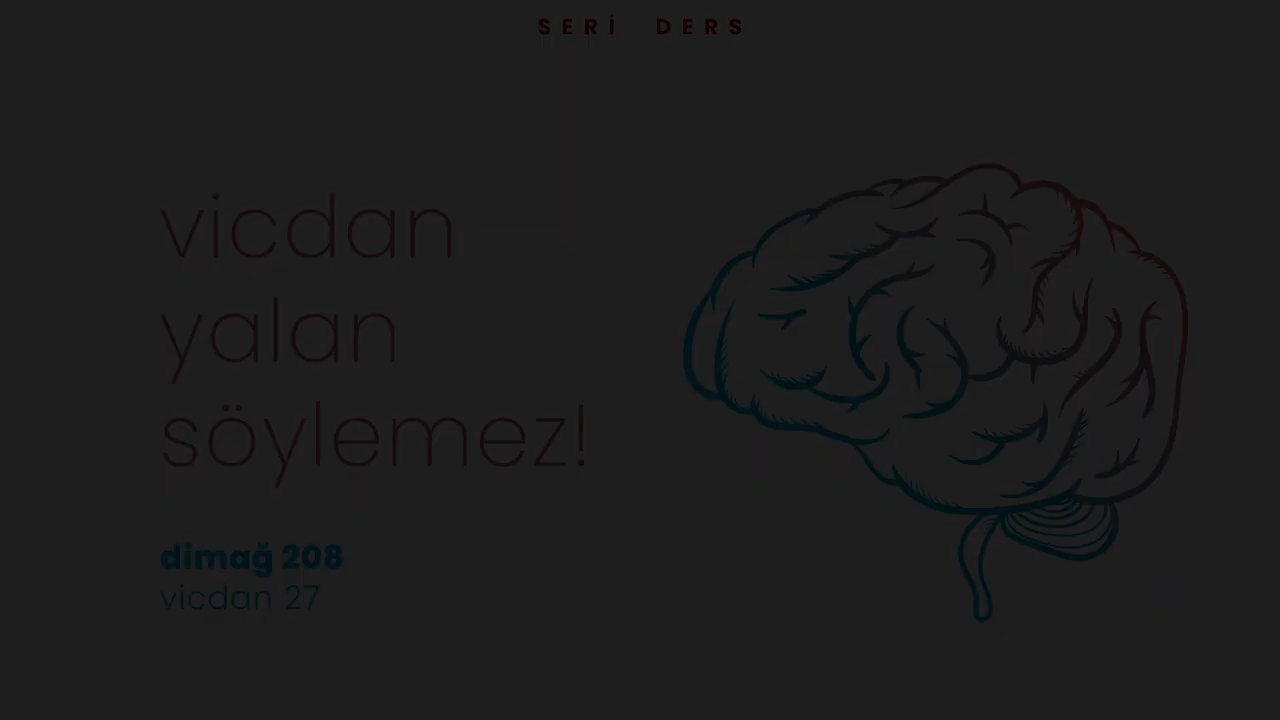 SERİ DERS
vicdan
yalan
söylemez!
dimağ 208
vicdan 27